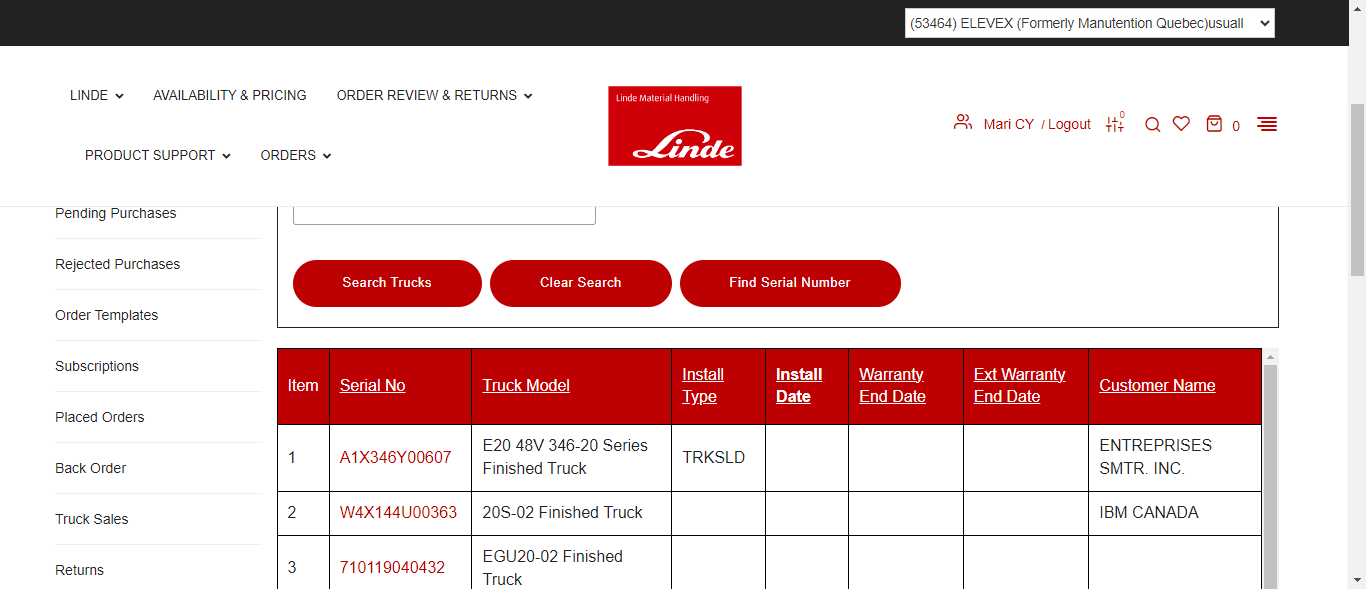 (53464) ELEVEX (Formerly Manutention Quebec)usuall
LINDE
AVAILABILITY & PRICING
ORDER REVIEW & RETURNS
PRODUCT SUPPORT
ORDERS
Linde Material Handling
Linde
Mari CY / Logout
0
0
Pending Purchases
Rejected Purchases
Order Templates
Subscriptions
Placed Orders
Back Order
Truck Sales
Returns
Search Trucks
Clear Search
Find Serial Number
Item
Serial No
Truck Model
Install
Type
Install
Date
Warranty
End Date
Ext Warranty
End Date
Customer Name
1
A1X346Y00607
E20 48V 346-20 Series
Finished Truck
TRKSLD
ENTREPRISES
SMTR. INC.
2
W4X144U00363
20S-02 Finished Truck
IBM CANADA
3
710119040432
EGU20-02 Finished
Truck